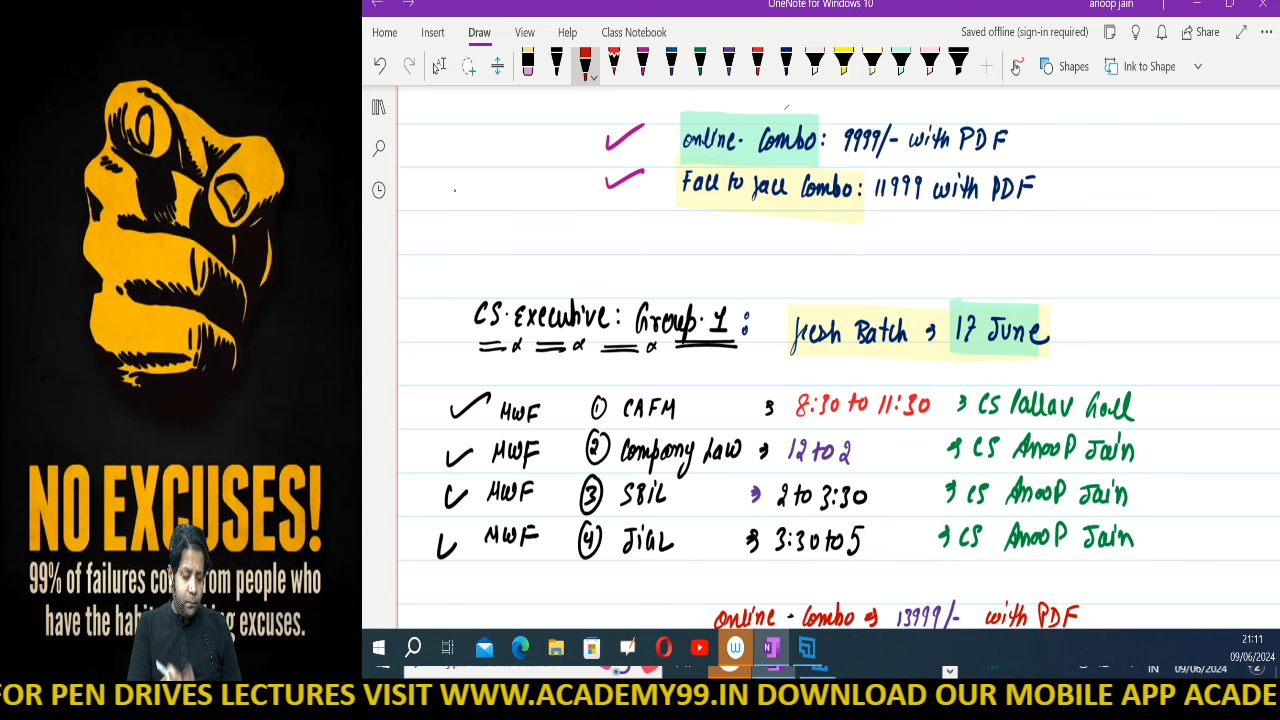 OneNote for Windows 10
anoop jain
Home Insert Draw View Help Class Notebook
Saved offline (sign-in required)
Share
Shapes
Ink to Shape
online. Combo: 9999/- with PDF
Face to face Combo: 11999 with PDF
CS.Executive: Group.1:
fresh Batch
17 June
MWF ① CAFM 8:30 to 11:30 CS Pallav
MWF ② Company Law 12 to 2 CS Anoop Jain
MWF ③ SBIL 2 to 3:30 CS Anoop Jain
MWF ④ JIGL 3:30 to 5 CS Anoop Jain
online - Combo 13999/- with PDF
NO EXCUSES!
99% of failures co from people who
have the hab ing excuses.
21:11
09/06/2024
IN 09/06/2024
FOR PEN DRIVES LECTURES VISIT WWW.ACADEMY99.IN DOWNLOAD OUR MOBILE APP ACADE